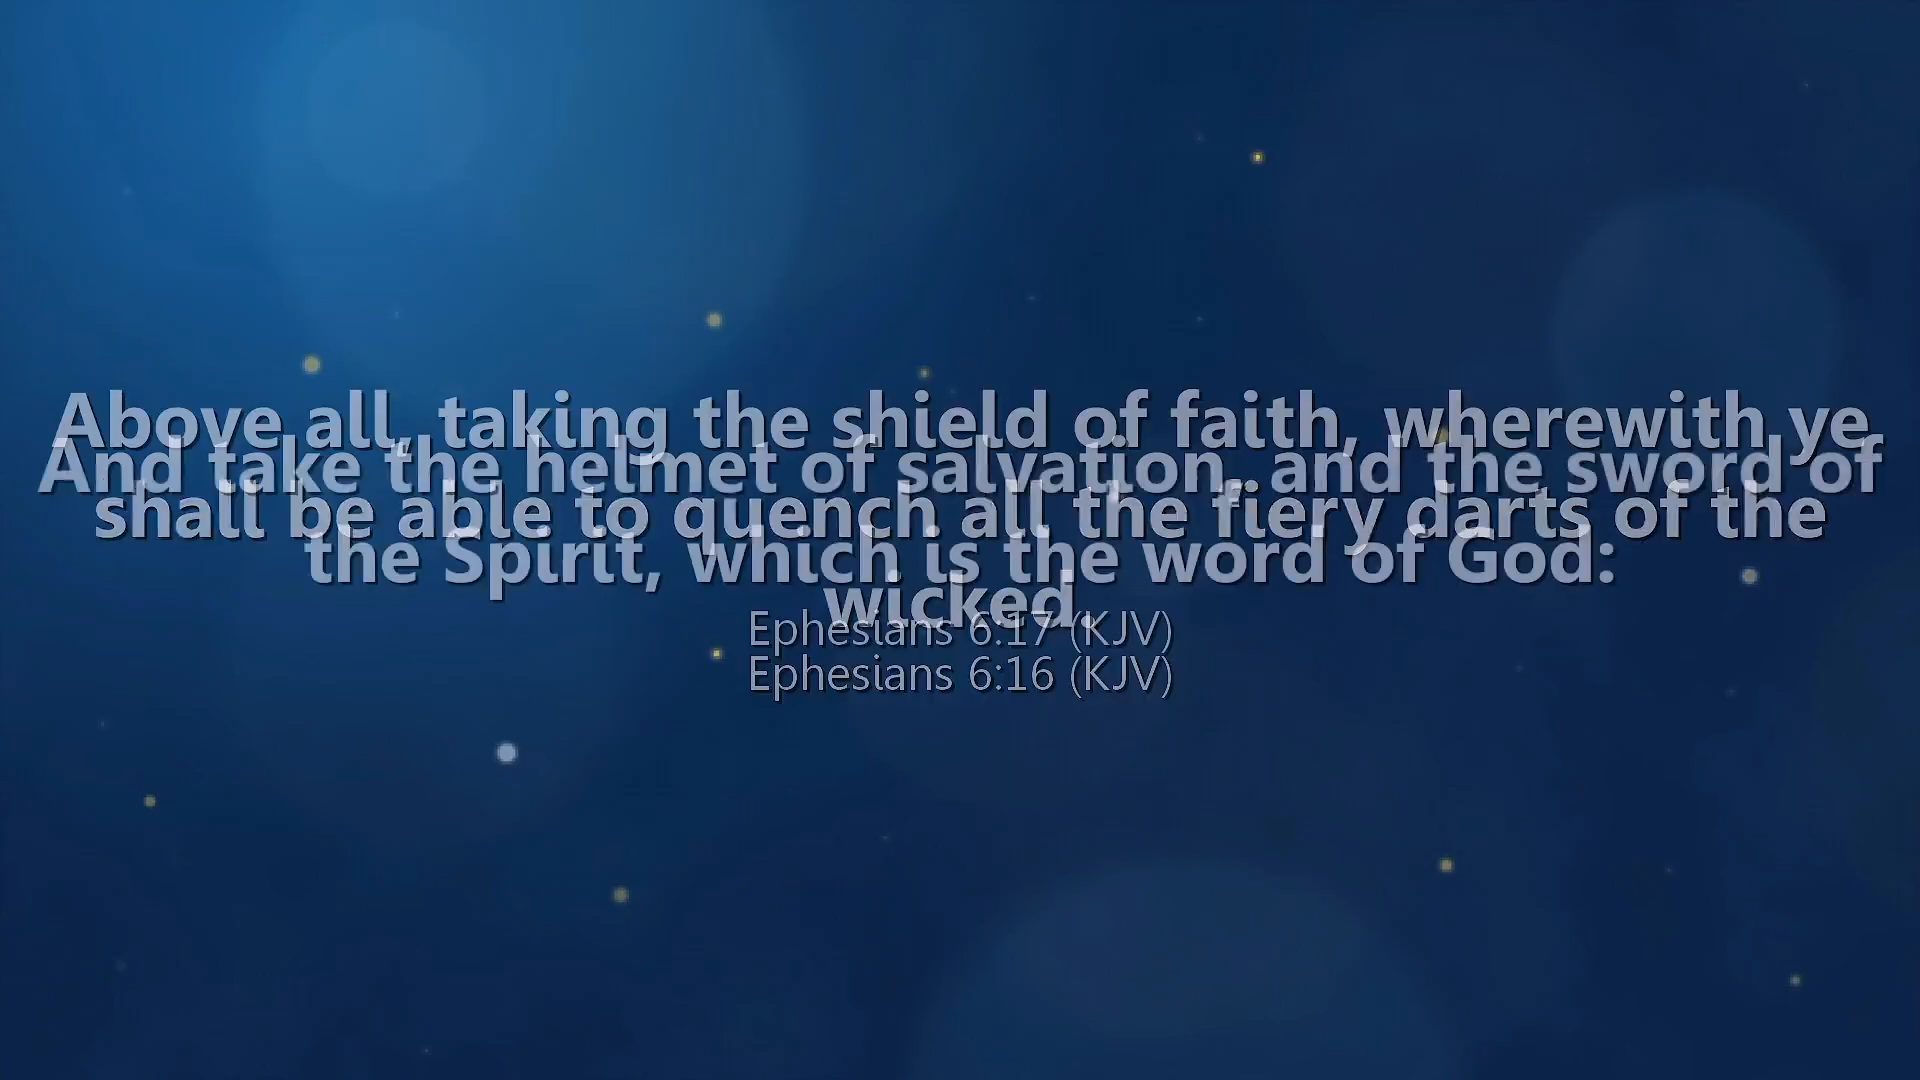 Above all, taking the shield of faith, wherewith ye
shall be able to quench all the fiery darts of the
wicked.
Ephesians 6:16 (KJV)
And take the helmet of salvation, and the sword of
the Spirit, which is the word of God:
Ephesians 6:17 (KJV)